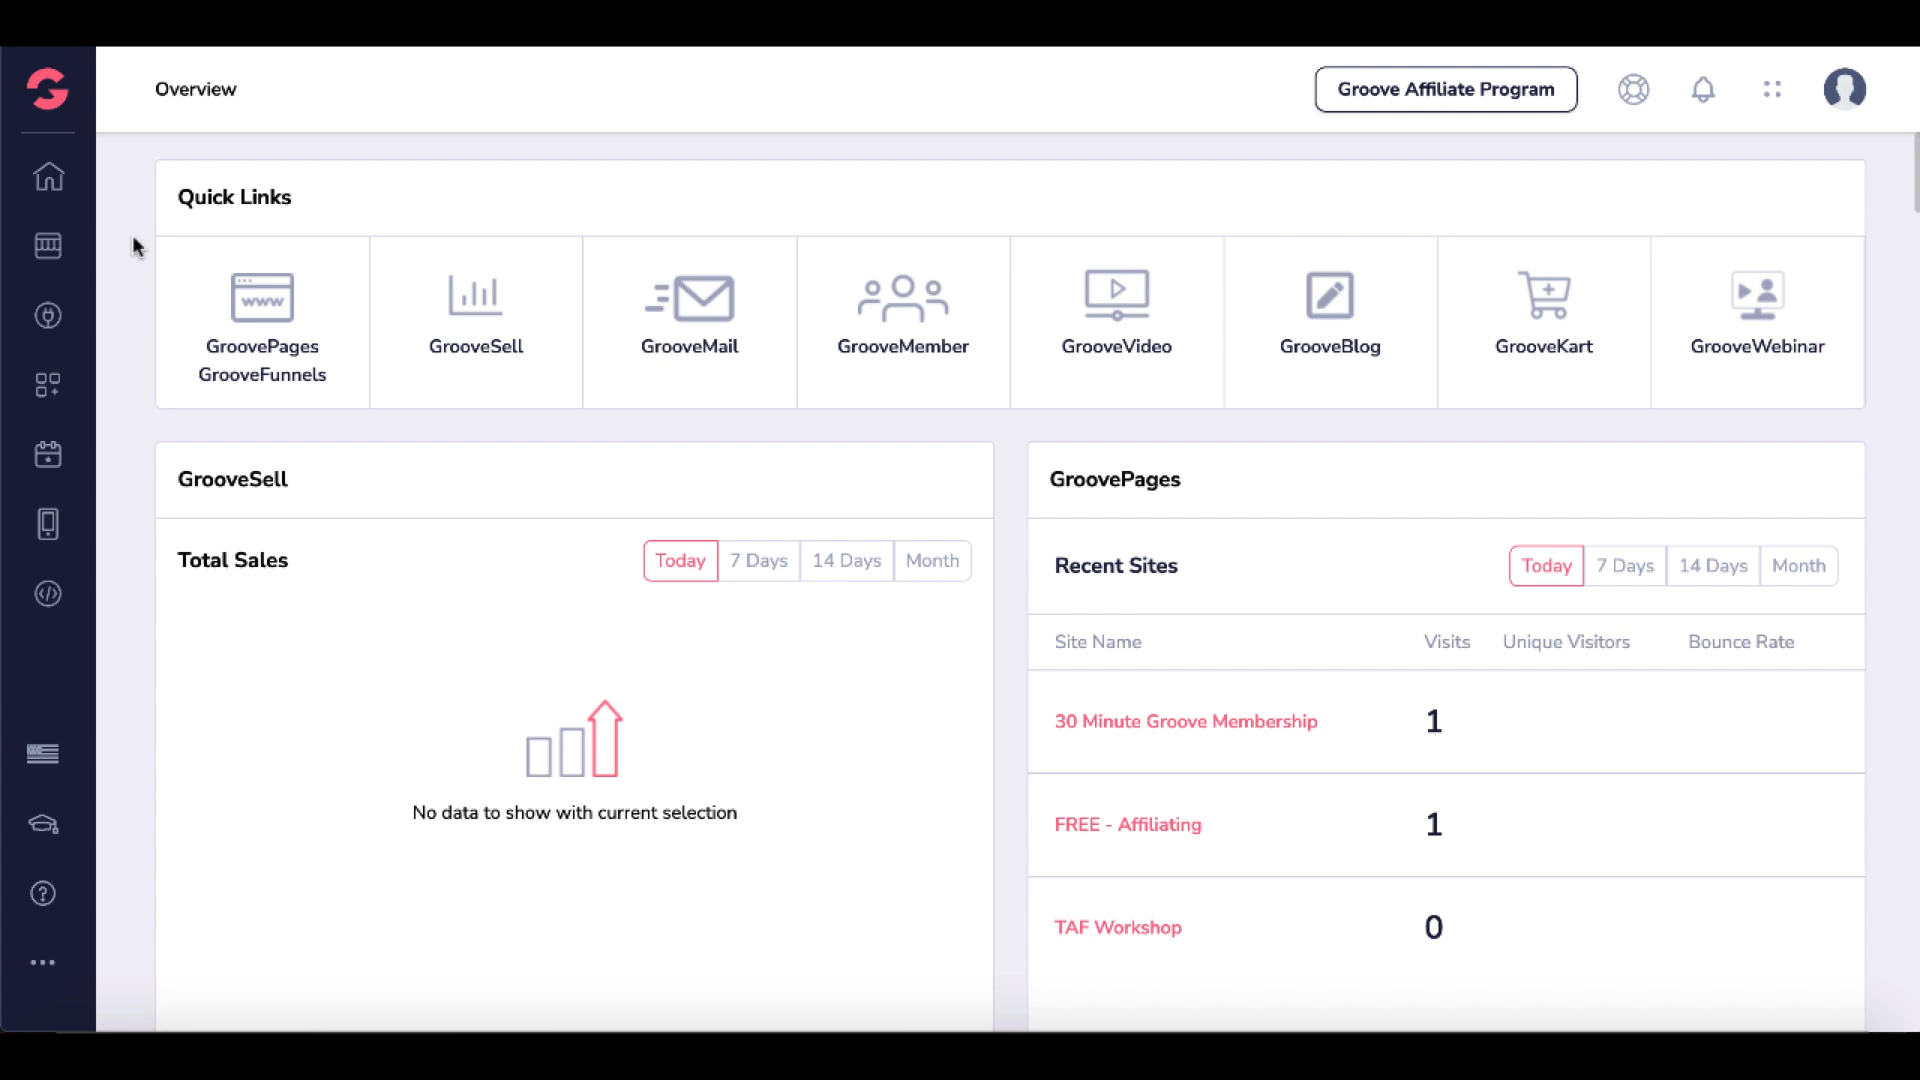 Overview
Groove Affiliate Program
Quick Links
www
GroovePages
GrooveFunnels
GrooveSell
GrooveMail
GrooveMember
GrooveVideo
GrooveBlog
GrooveKart
GrooveWebinar
GrooveSell
Total Sales
Today 7 Days 14 Days Month
No data to show with current selection
GroovePages
Recent Sites
Today 7 Days 14 Days Month
Site Name Visits Unique Visitors Bounce Rate
30 Minute Groove Membership 1
FREE - Affiliating 1
TAF Workshop 0